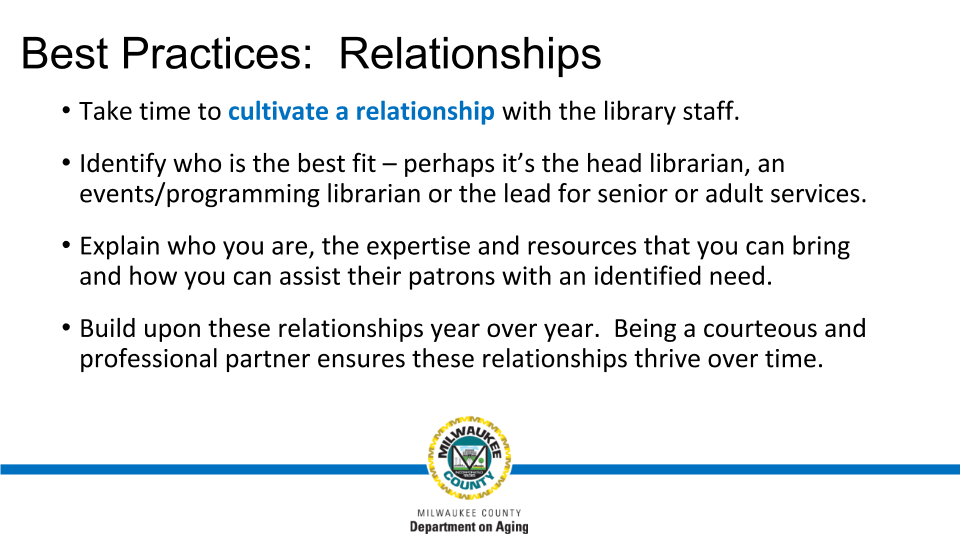 Best Practices:  Relationships
• Take time to cultivate a relationship with the library staff.
• Identify who is the best fit – perhaps it’s the head librarian, an
events/programming librarian or the lead for senior or adult services.
• Explain who you are, the expertise and resources that you can bring
and how you can assist their patrons with an identified need.
• Build upon these relationships year over year.  Being a courteous and
professional partner ensures these relationships thrive over time.
MILWAUKEE
COUNTY
MILWAUKEE COUNTY
Department on Aging